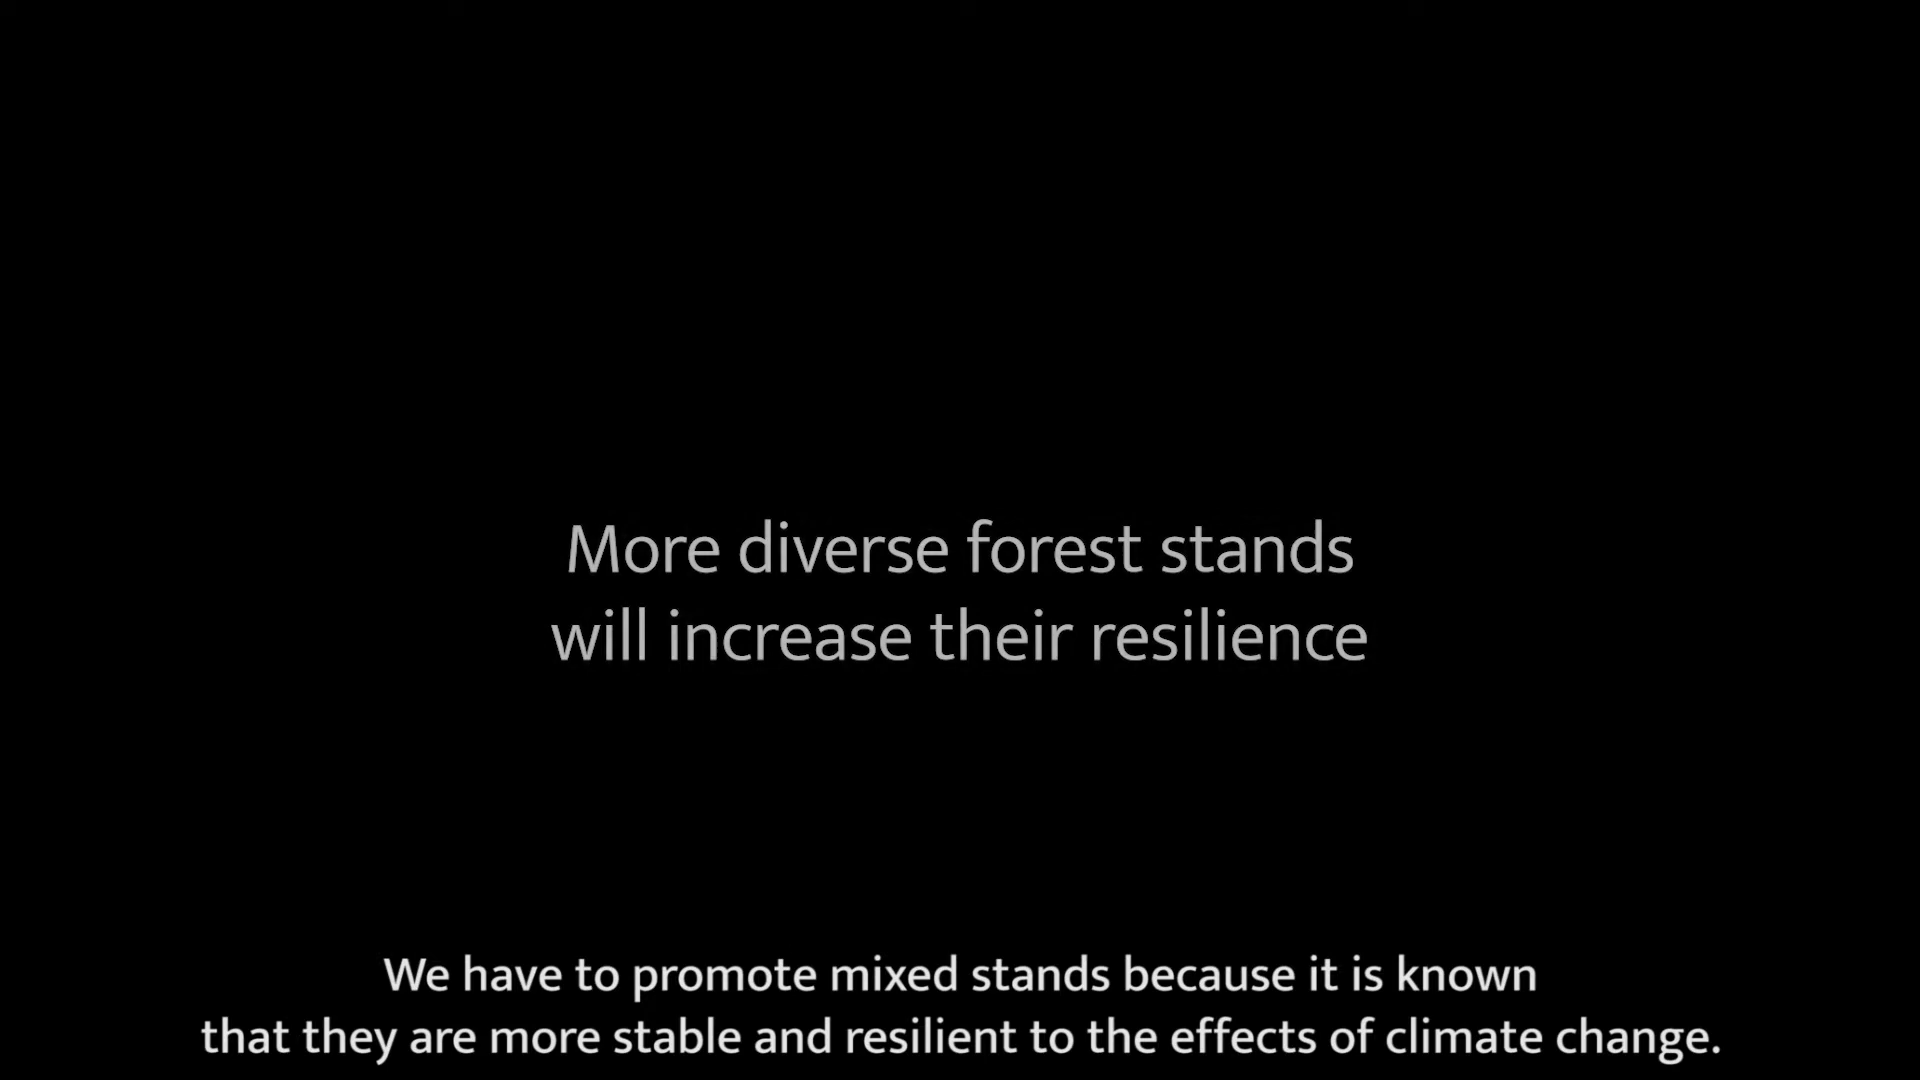 More diverse forest stands
will increase their resilience
We have to promote mixed stands because it is known
that they are more stable and resilient to the effects of climate change.